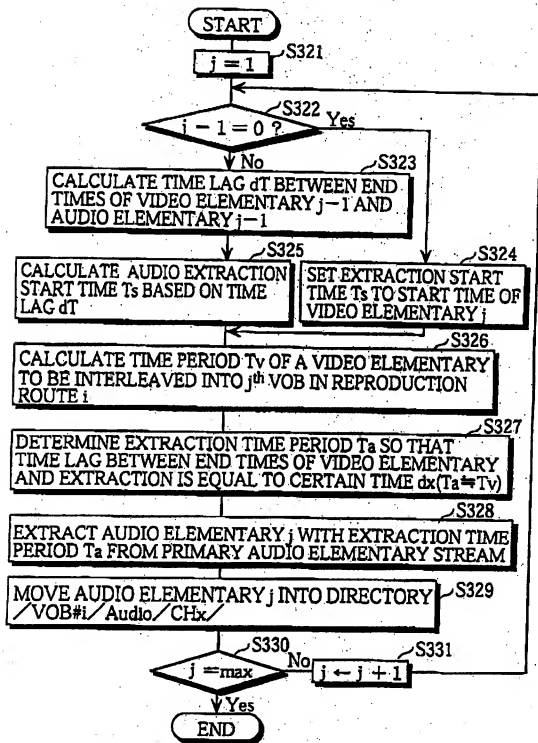 START
S321
j = 1
S322
j − 1 = 0 ?
Yes
No
S323
CALCULATE TIME LAG dT BETWEEN END
TIMES OF VIDEO ELEMENTARY j−1 AND
AUDIO ELEMENTARY j−1
S325
CALCULATE AUDIO EXTRACTION
START TIME Ts BASED ON TIME
LAG dT
S324
SET EXTRACTION START
TIME Ts TO START TIME OF
VIDEO ELEMENTARY j
S326
CALCULATE TIME PERIOD Tv OF A VIDEO ELEMENTARY
TO BE INTERLEAVED INTO jth VOB IN REPRODUCTION
ROUTE i
S327
DETERMINE EXTRACTION TIME PERIOD Ta SO THAT
TIME LAG BETWEEN END TIMES OF VIDEO ELEMENTARY
AND EXTRACTION IS EQUAL TO CERTAIN TIME dx(Ta≒Tv)
S328
EXTRACT AUDIO ELEMENTARY j WITH EXTRACTION TIME
PERIOD Ta FROM PRIMARY AUDIO ELEMENTARY STREAM
S329
MOVE AUDIO ELEMENTARY j INTO DIRECTORY
/VOB#i/Audio/CHx/
S330
j = max
No
S331
j ← j + 1
Yes
END